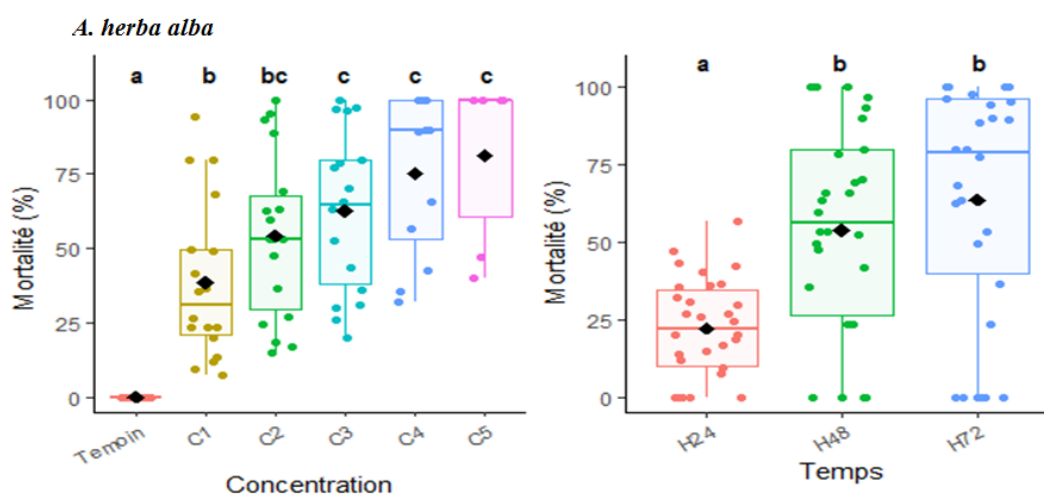 A. herba alba
a b bc c c c
100
75
50
25
0
Mortalité (%)
Temoin C1 C2 C3 C4 C5
Concentration
a b b
100
75
50
25
0
Mortalité (%)
H24 H48 H72
Temps